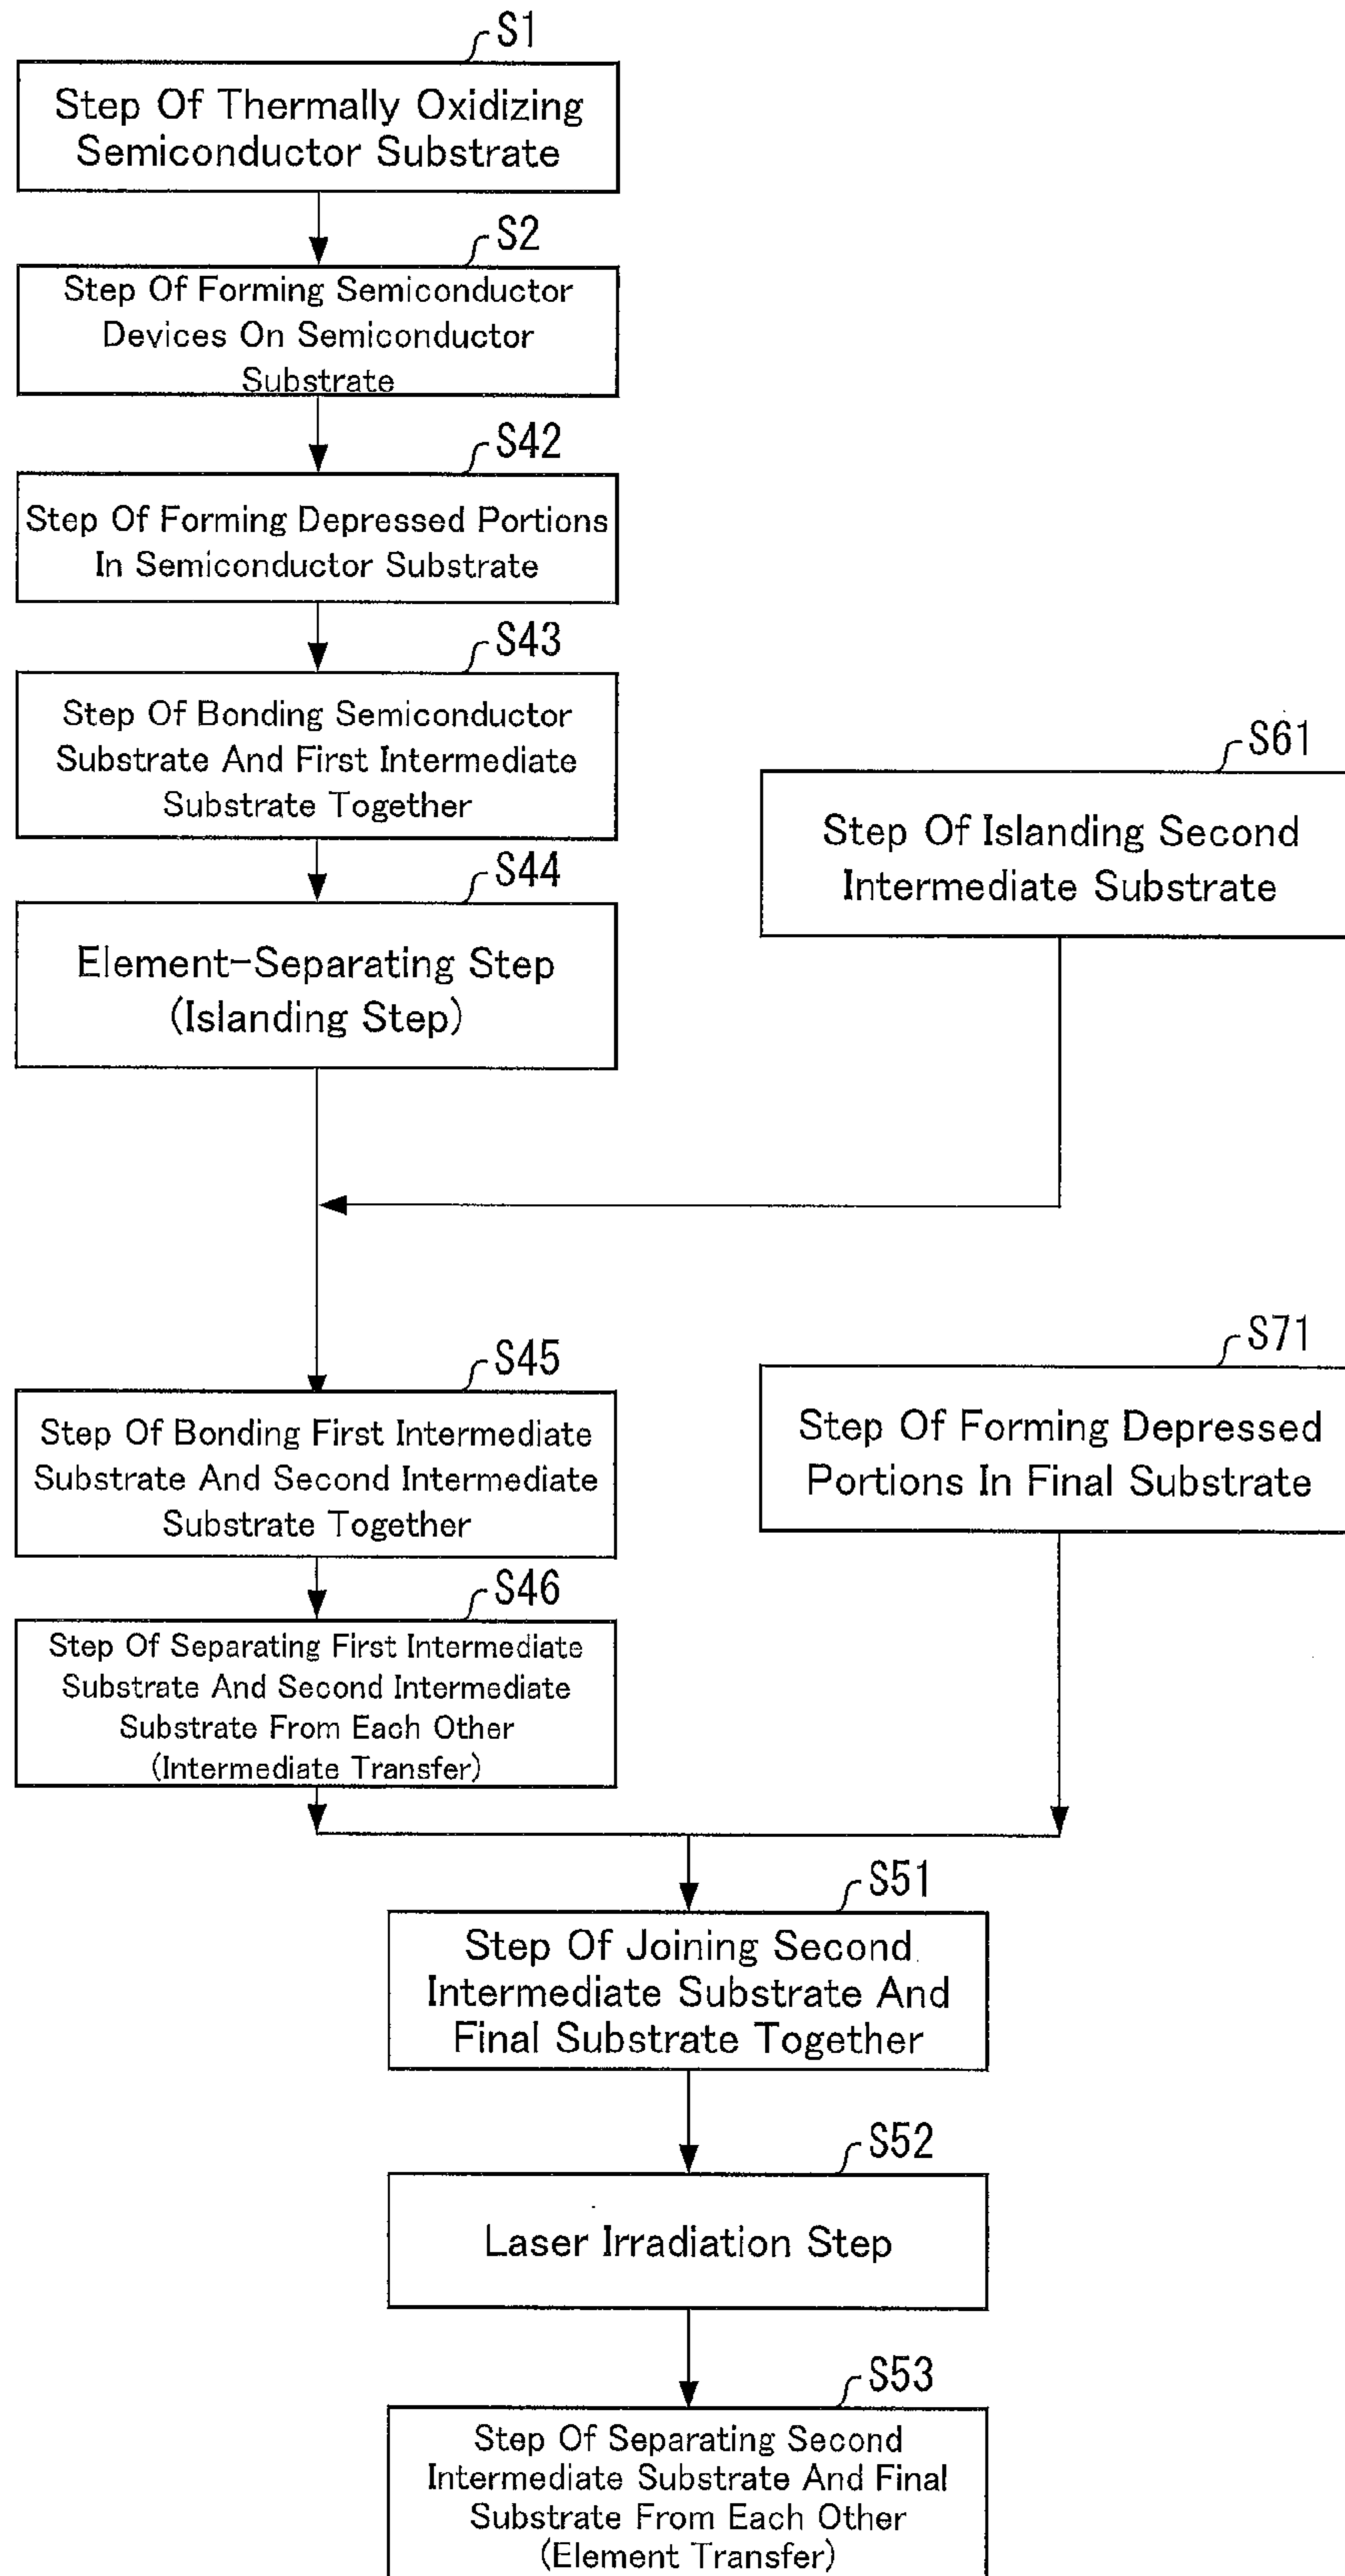 S1
Step Of Thermally Oxidizing
Semiconductor Substrate
S2
Step Of Forming Semiconductor
Devices On Semiconductor
Substrate
S42
Step Of Forming Depressed Portions
In Semiconductor Substrate
S43
Step Of Bonding Semiconductor
Substrate And First Intermediate
Substrate Together
S61
Step Of Islanding Second
Intermediate Substrate
S44
Element-Separating Step
(Islanding Step)
S45
Step Of Bonding First Intermediate
Substrate And Second Intermediate
Substrate Together
S71
Step Of Forming Depressed
Portions In Final Substrate
S46
Step Of Separating First Intermediate
Substrate And Second Intermediate
Substrate From Each Other
(Intermediate Transfer)
S51
Step Of Joining Second
Intermediate Substrate And
Final Substrate Together
S52
Laser Irradiation Step
S53
Step Of Separating Second
Intermediate Substrate And Final
Substrate From Each Other
(Element Transfer)